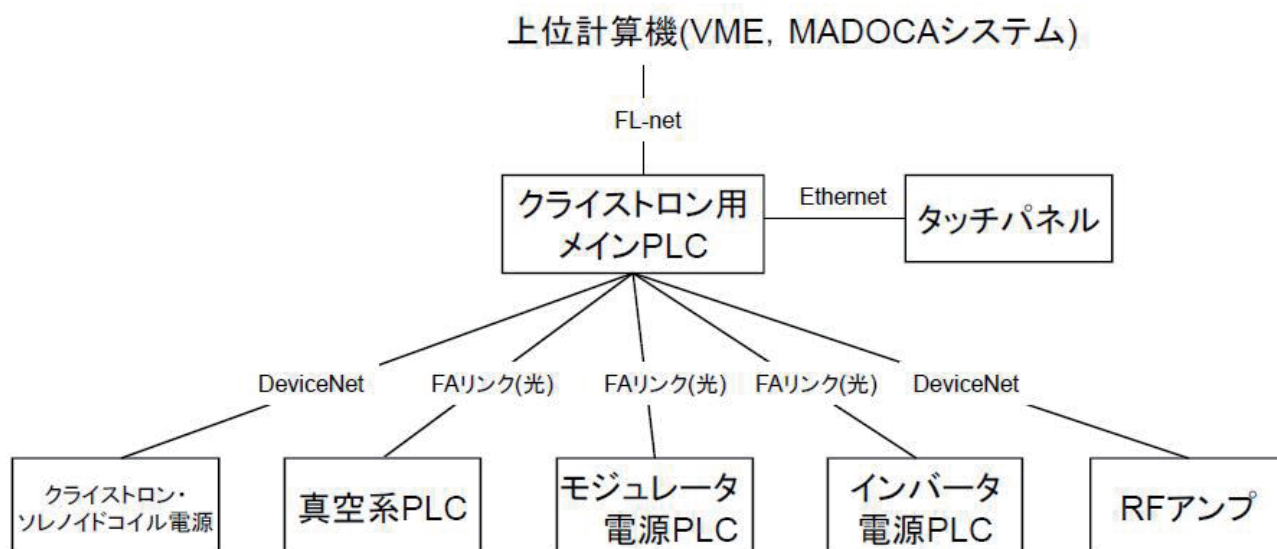 上位計算機(VME, MADOCAシステム)
FL-net
クライストロン用
メインPLC
Ethernet
タッチパネル
DeviceNet
FAリンク(光)
FAリンク(光)
FAリンク(光)
DeviceNet
クライストロン・
ソレノイドコイル電源
真空系PLC
モジュレータ
電源PLC
インバータ
電源PLC
RFアンプ